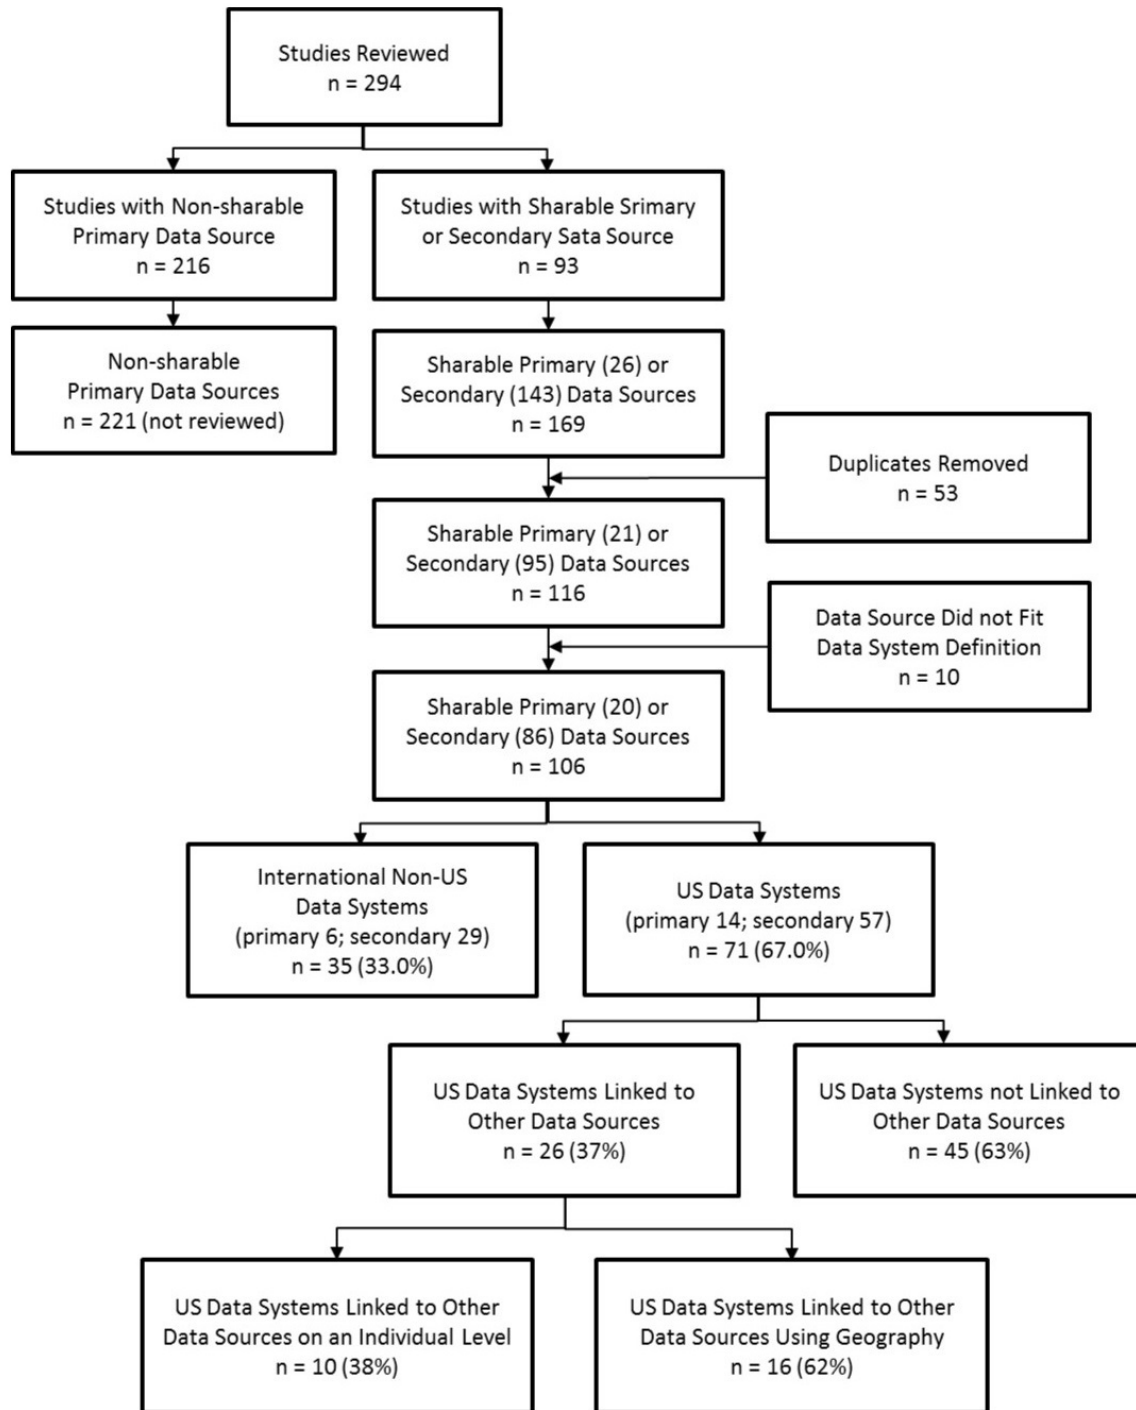 Studies Reviewed
n = 294
Studies with Non-sharable
Primary Data Source
n = 216
Studies with Sharable Srimary
or Secondary Sata Source
n = 93
Non-sharable
Primary Data Sources
n = 221 (not reviewed)
Sharable Primary (26) or
Secondary (143) Data Sources
n = 169
Duplicates Removed
n = 53
Sharable Primary (21) or
Secondary (95) Data Sources
n = 116
Data Source Did not Fit
Data System Definition
n = 10
Sharable Primary (20) or
Secondary (86) Data Sources
n = 106
International Non-US
Data Systems
(primary 6; secondary 29)
n = 35 (33.0%)
US Data Systems
(primary 14; secondary 57)
n = 71 (67.0%)
US Data Systems Linked to
Other Data Sources
n = 26 (37%)
US Data Systems not Linked to
Other Data Sources
n = 45 (63%)
US Data Systems Linked to Other
Data Sources on an Individual Level
n = 10 (38%)
US Data Systems Linked to Other
Data Sources Using Geography
n = 16 (62%)